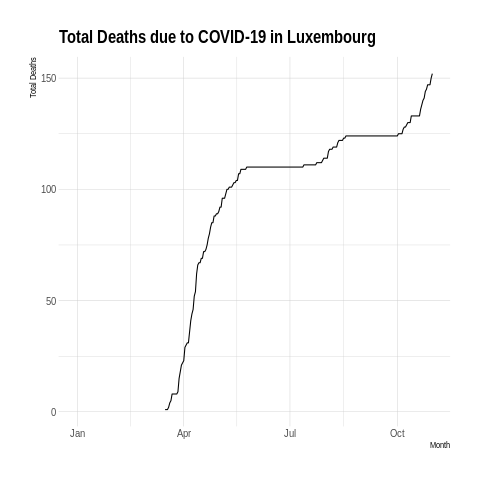 Total Deaths due to COVID-19 in Luxembourg
Total Deaths
150
100
50
0
Jan Apr Jul Oct
Month